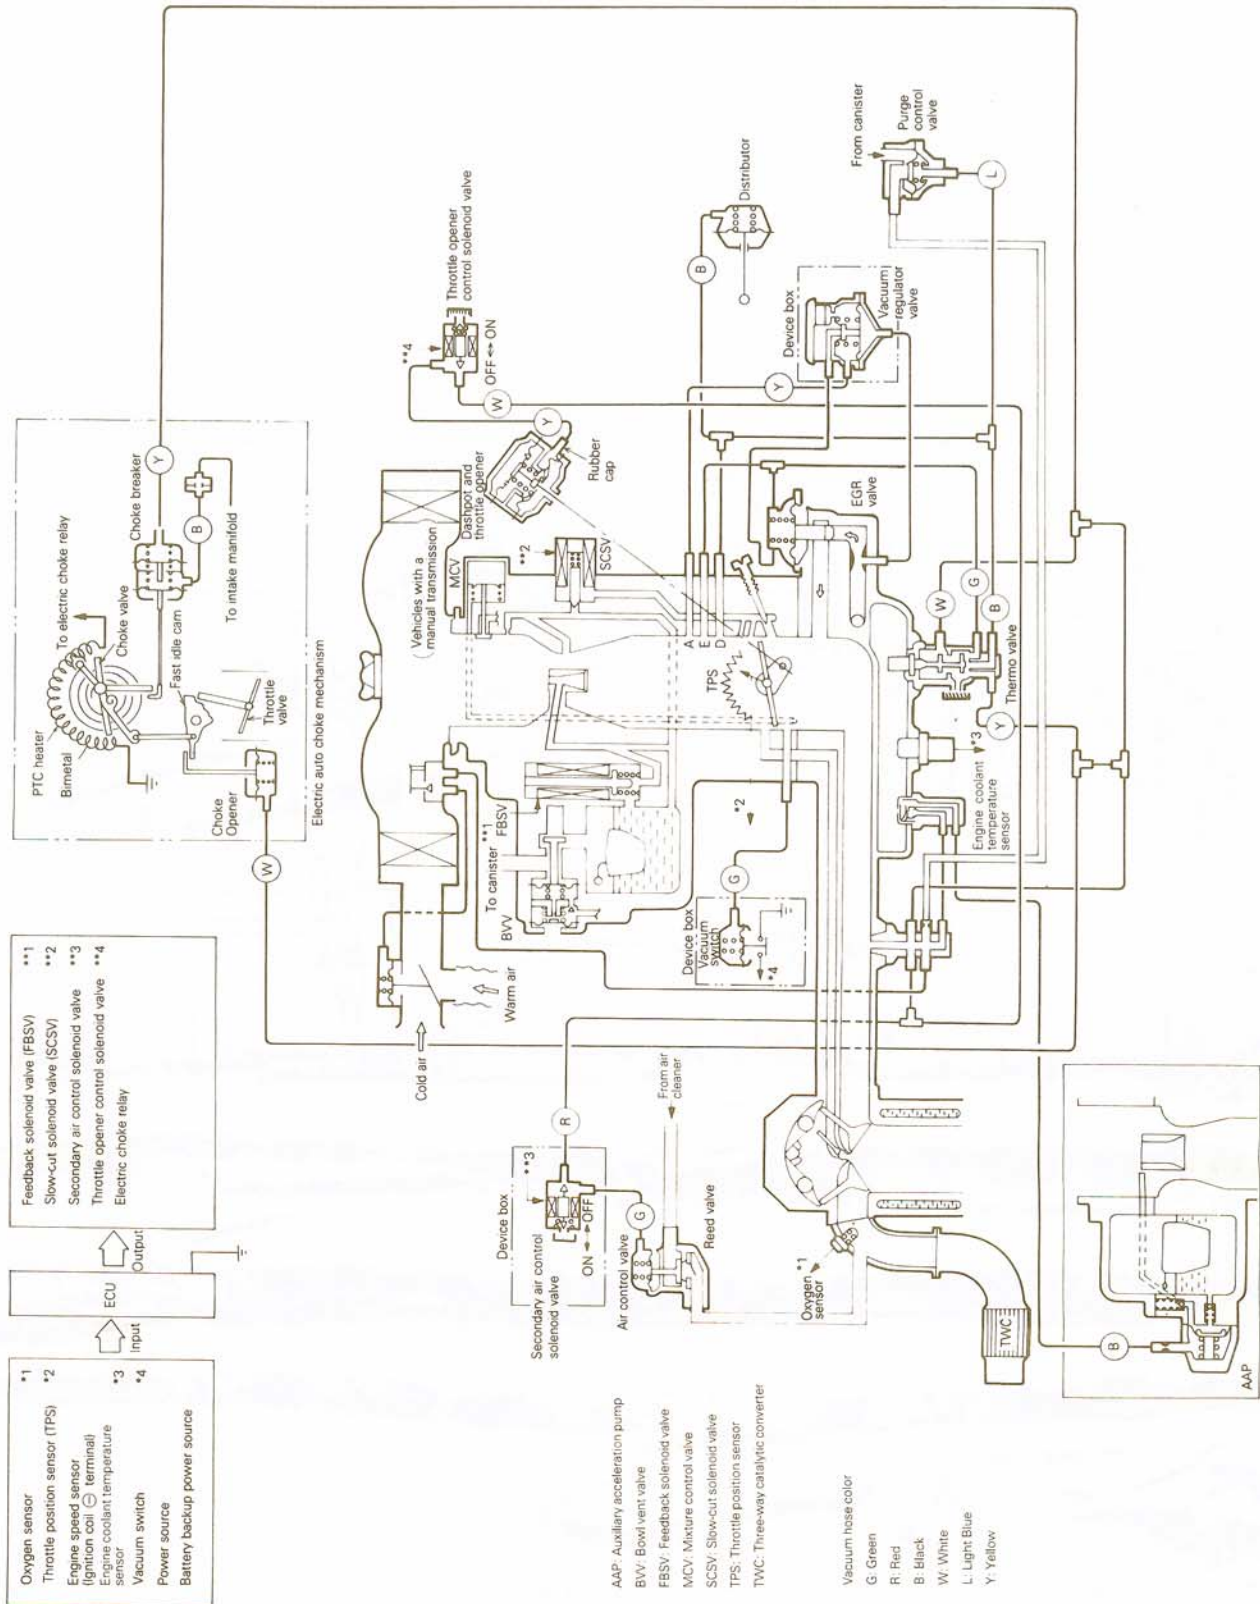 Oxygen sensor *1
Throttle position sensor (TPS) *2
Engine speed sensor
(Ignition coil ⊖ terminal)
Engine coolant temperature
sensor *3
Vacuum switch *4
Power source
Battery backup power source
Input
ECU
Output
Feedback solenoid valve (FBSV) **1
Slow-cut solenoid valve (SCSV) **2
Secondary air control solenoid valve **3
Throttle opener control solenoid valve **4
Electric choke relay
PTC heater
Bimetal
To electric choke relay
Choke valve
Fast idle cam
Choke breaker
Y
B
To intake manifold
Throttle
valve
Choke
Opener
Electric auto choke mechanism
W
(Vehicles with a
manual transmission
MCV
Dashpot and
throttle opener
**4
Throttle opener
control solenoid valve
OFF ↔ ON
W
Y
Rubber
cap
**2
SCSV
Cold air
Warm air
To canister
**1
BVV
FBSV
TPS
A
E
D
*2
G
Device box
Vacuum
switch
*4
B
Distributor
Device box
Vacuum
regulator
valve
Y
From canister
Purge
control
valve
L
EGR
valve
W
G
B
Thermo valve
Y
*3
Engine coolant
temperature
sensor
R
Device box
**3
Secondary air control
solenoid valve
ON ↔ OFF
G
Air control valve
From air
cleaner
Reed valve
*1
Oxygen
sensor
TWC
B
AAP
AAP: Auxiliary acceleration pump
BVV: Bowl vent valve
FBSV: Feedback solenoid valve
MCV: Mixture control valve
SCSV: Slow-cut solenoid valve
TPS: Throttle position sensor
TWC: Three-way catalytic converter
Vacuum hose color
G: Green
R: Red
B: Black
W: White
L: Light Blue
Y: Yellow